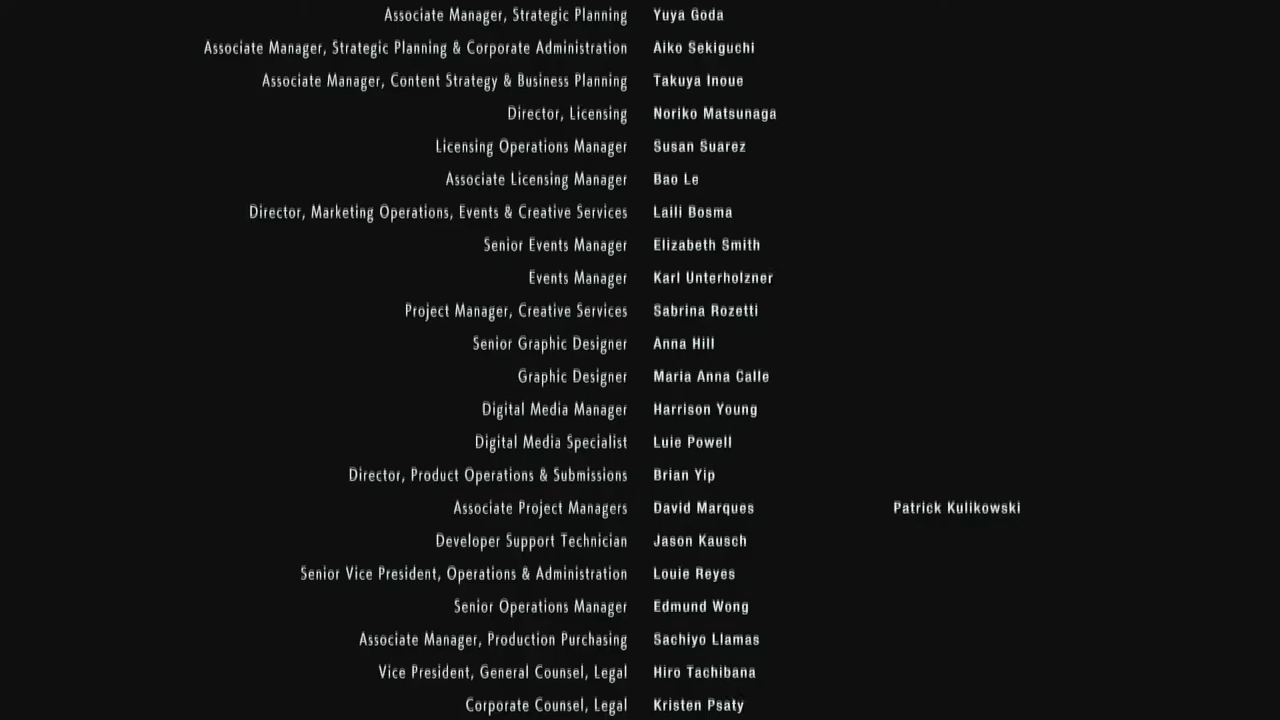 Associate Manager, Strategic Planning Yuya Goda
Associate Manager, Strategic Planning & Corporate Administration Aiko Sekiguchi
Associate Manager, Content Strategy & Business Planning Takuya Inoue
Director, Licensing Noriko Matsunaga
Licensing Operations Manager Susan Suarez
Associate Licensing Manager Bao Le
Director, Marketing Operations, Events & Creative Services Laili Bosma
Senior Events Manager Elizabeth Smith
Events Manager Karl Unterholzner
Project Manager, Creative Services Sabrina Rozetti
Senior Graphic Designer Anna Hill
Graphic Designer Maria Anna Calle
Digital Media Manager Harrison Young
Digital Media Specialist Luie Powell
Director, Product Operations & Submissions Brian Yip
Associate Project Managers David Marques Patrick Kulikowski
Developer Support Technician Jason Kausch
Senior Vice President, Operations & Administration Louie Reyes
Senior Operations Manager Edmund Wong
Associate Manager, Production Purchasing Sachiyo Llamas
Vice President, General Counsel, Legal Hiro Tachibana
Corporate Counsel, Legal Kristen Psaty